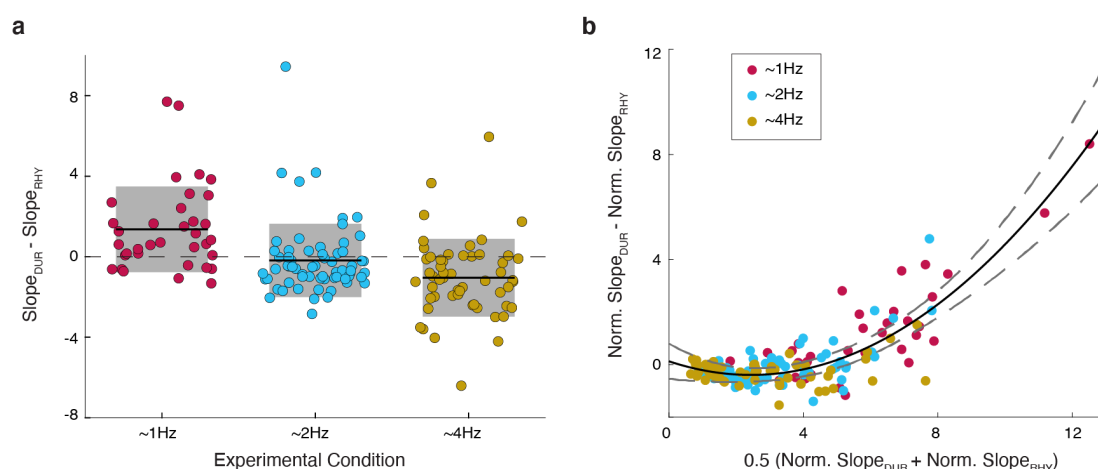 a
b
8
4
0
-4
-8
Slope_DUR - Slope_RHY
~1Hz
~2Hz
~4Hz
Experimental Condition
12
8
4
0
Norm. Slope_DUR - Norm. Slope_RHY
~1Hz
~2Hz
~4Hz
0
4
8
12
0.5 (Norm. Slope_DUR + Norm. Slope_RHY)